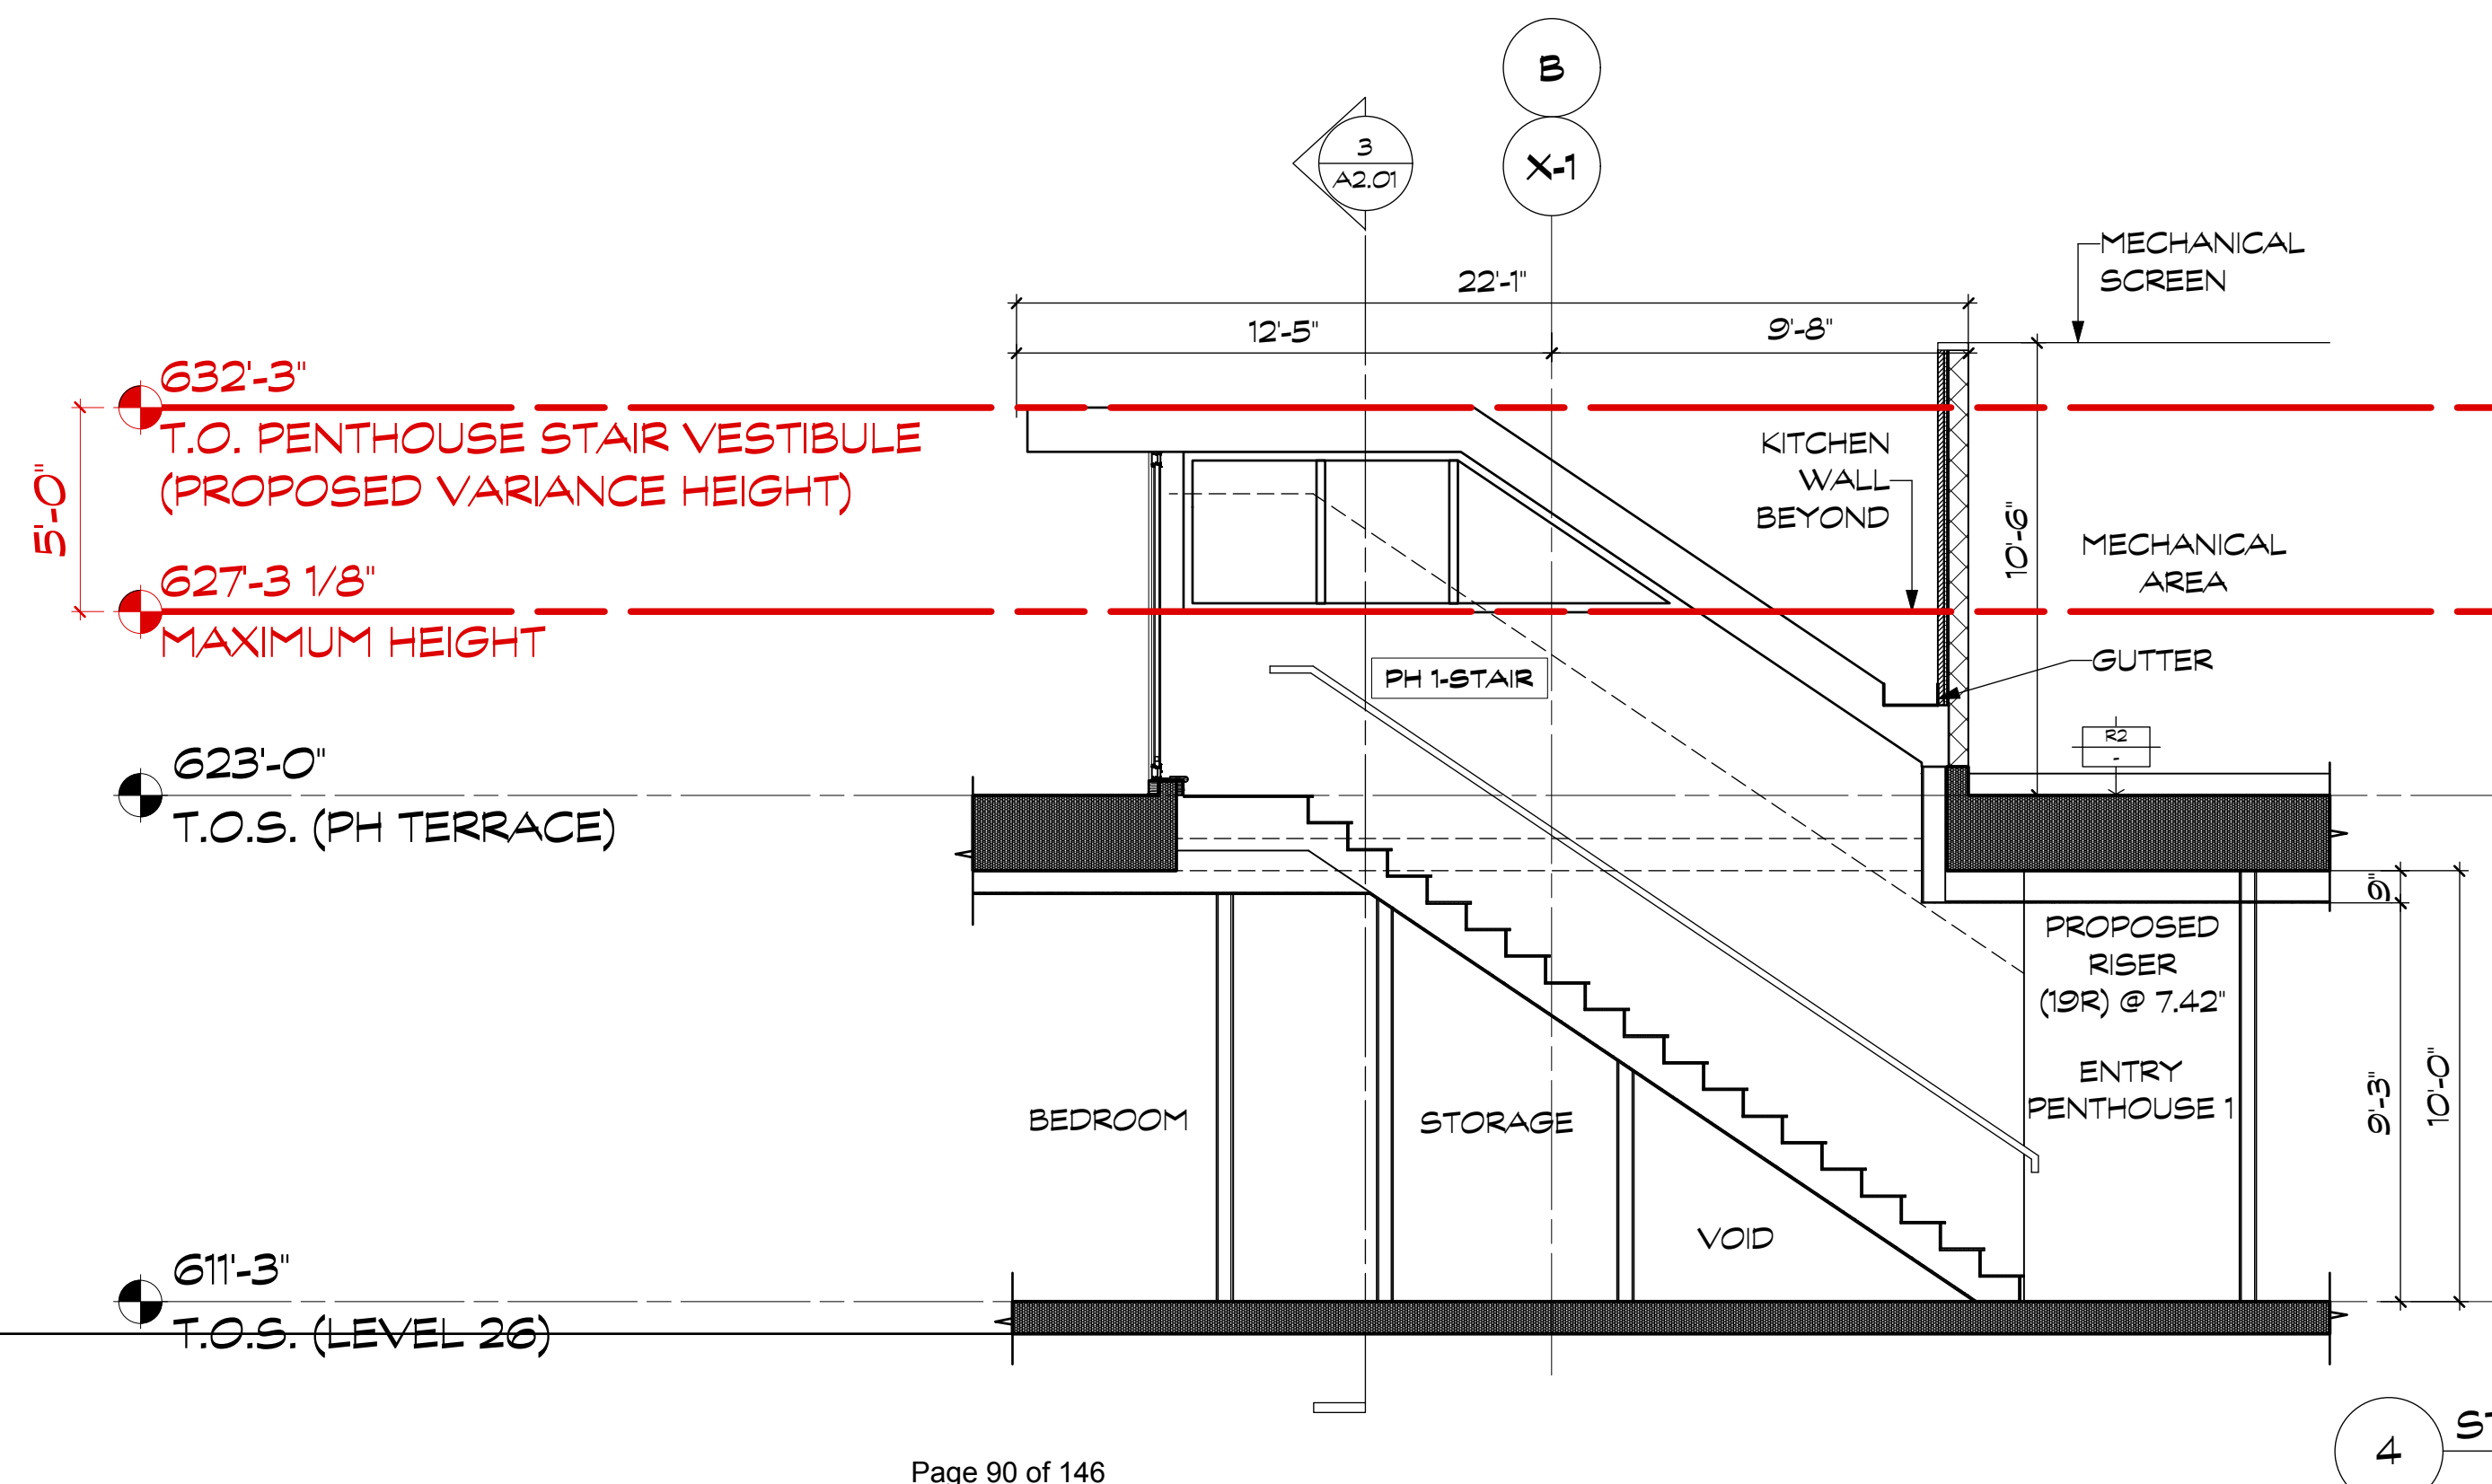 B
X-1
3
A2.01
MECHANICAL
SCREEN
22'-1"
12'-5"
9'-8"
632'-3"
T.O. PENTHOUSE STAIR VESTIBULE
(PROPOSED VARIANCE HEIGHT)
5'-0"
627'-3 1/8"
MAXIMUM HEIGHT
KITCHEN
WALL
BEYOND
10'-6"
MECHANICAL
AREA
GUTTER
PH 1-STAIR
R2
-
623'-0"
T.O.S. (PH TERRACE)
9"
PROPOSED
RISER
(19R) @ 7.42"
ENTRY
PENTHOUSE 1
9'-3"
10'-0"
BEDROOM
STORAGE
VOID
611'-3"
T.O.S. (LEVEL 26)
4
Page 90 of 146